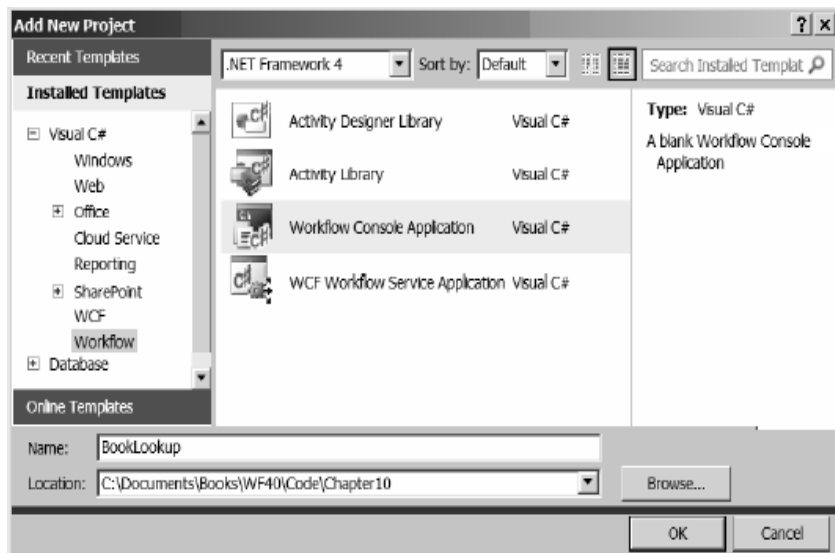 Add New Project
Recent Templates
.NET Framework 4 Sort by: Default Search Installed Templat
Installed Templates
Visual C#
Windows
Web
Office
Cloud Service
Reporting
SharePoint
WCF
Workflow
Database
Online Templates
Activity Designer Library Visual C#
Activity Library Visual C#
Workflow Console Application Visual C#
WCF Workflow Service Application Visual C#
Type: Visual C#
A blank Workflow Console
Application
Name: BookLookup
Location: C:\Documents\Books\WF40\Code\Chapter10 Browse...
OK Cancel